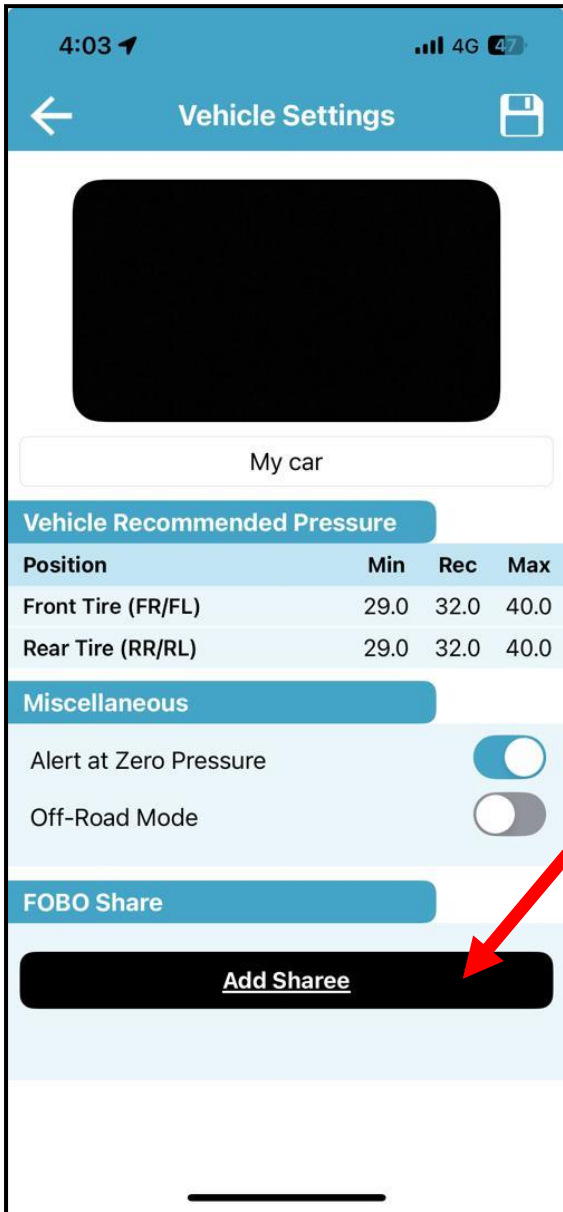 4:03 4G 47
Vehicle Settings
My car
Vehicle Recommended Pressure
Position Min Rec Max
Front Tire (FR/FL) 29.0 32.0 40.0
Rear Tire (RR/RL) 29.0 32.0 40.0
Miscellaneous
Alert at Zero Pressure
Off-Road Mode
FOBO Share
Add Sharee